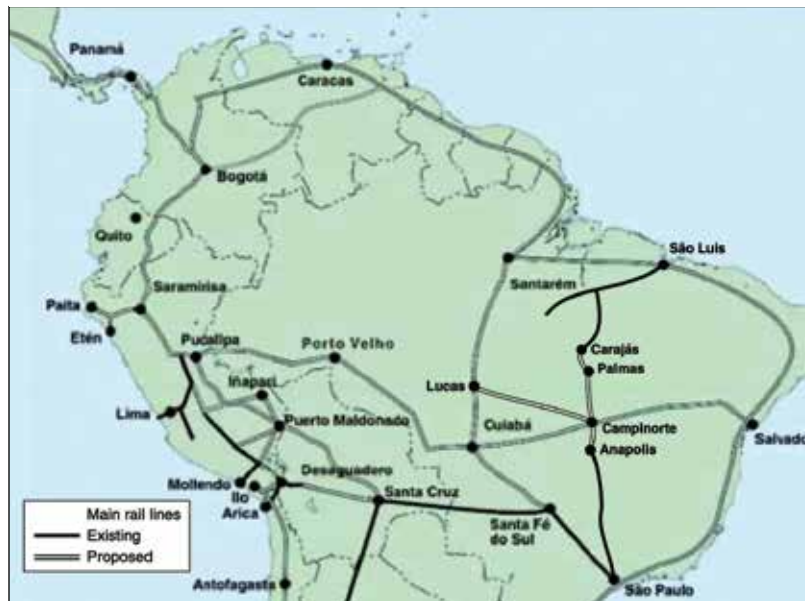 Panamá
Caracas
Bogotá
Quito
São Luis
Santarém
Saramirisa
Paita
Etén
Pucallpa
Porto Velho
Carajás
Palmas
Iñapari
Lucas
Lima
Puerto Maldonado
Cuiabá
Campinorte
Salvado
Anapolis
Desaguadero
Mollendo
Ilo
Santa Cruz
Arica
Santa Fé
do Sul
Main rail lines
Existing
Proposed
Antofagasta
São Paulo